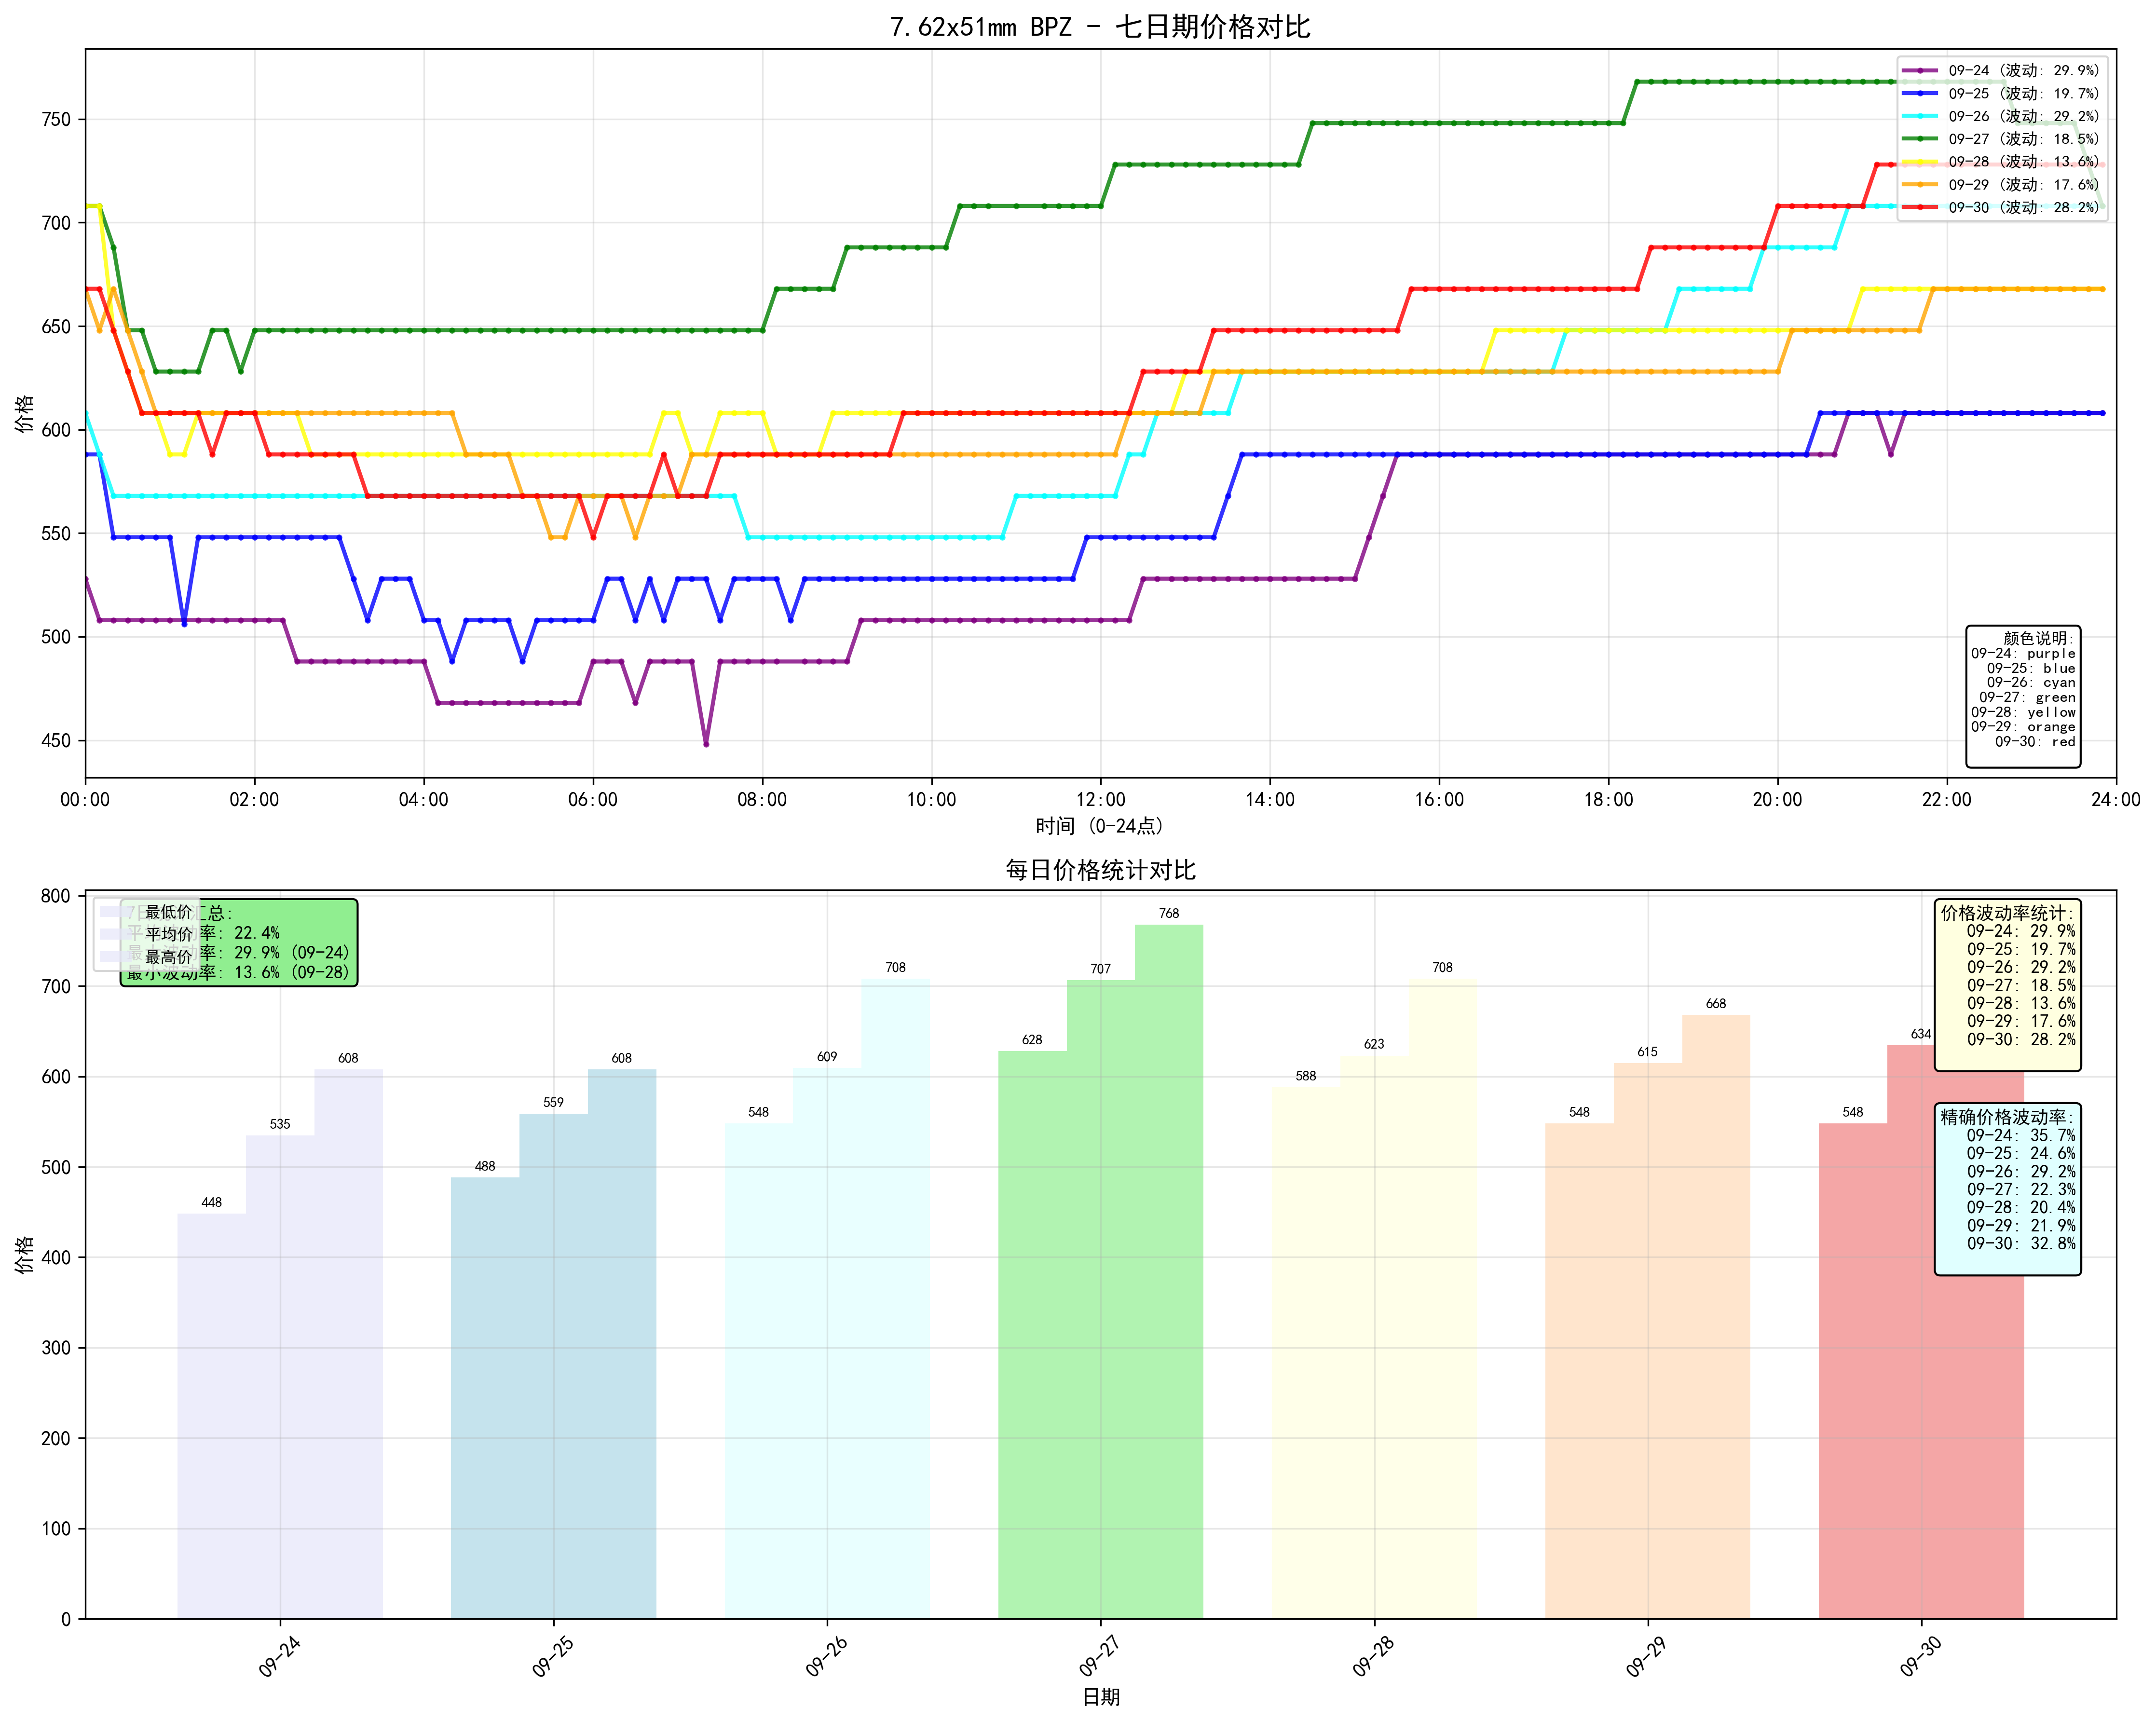 7.62x51mm BPZ - 七日期价格对比
价格
750
700
650
600
550
500
450
09-24 (波动: 29.9%)
09-25 (波动: 19.7%)
09-26 (波动: 29.2%)
09-27 (波动: 18.5%)
09-28 (波动: 13.6%)
09-29 (波动: 17.6%)
09-30 (波动: 28.2%)
颜色说明:
09-24: purple
09-25: blue
09-26: cyan
09-27: green
09-28: yellow
09-29: orange
09-30: red
00:00 02:00 04:00 06:00 08:00 10:00 12:00 14:00 16:00 18:00 20:00 22:00 24:00
时间 (0-24点)
每日价格统计对比
价格
800
700
600
500
400
300
200
100
0
最低价
平均价
最高价
汇总:
率: 22.4%
率: 29.9% (09-24)
最小波动率: 13.6% (09-28)
448 535 608
488 559 608
548 609 708
628 707 768
588 623 708
548 615 668
548 634
价格波动率统计:
09-24: 29.9%
09-25: 19.7%
09-26: 29.2%
09-27: 18.5%
09-28: 13.6%
09-29: 17.6%
09-30: 28.2%
精确价格波动率:
09-24: 35.7%
09-25: 24.6%
09-26: 29.2%
09-27: 22.3%
09-28: 20.4%
09-29: 21.9%
09-30: 32.8%
09-24 09-25 09-26 09-27 09-28 09-29 09-30
日期